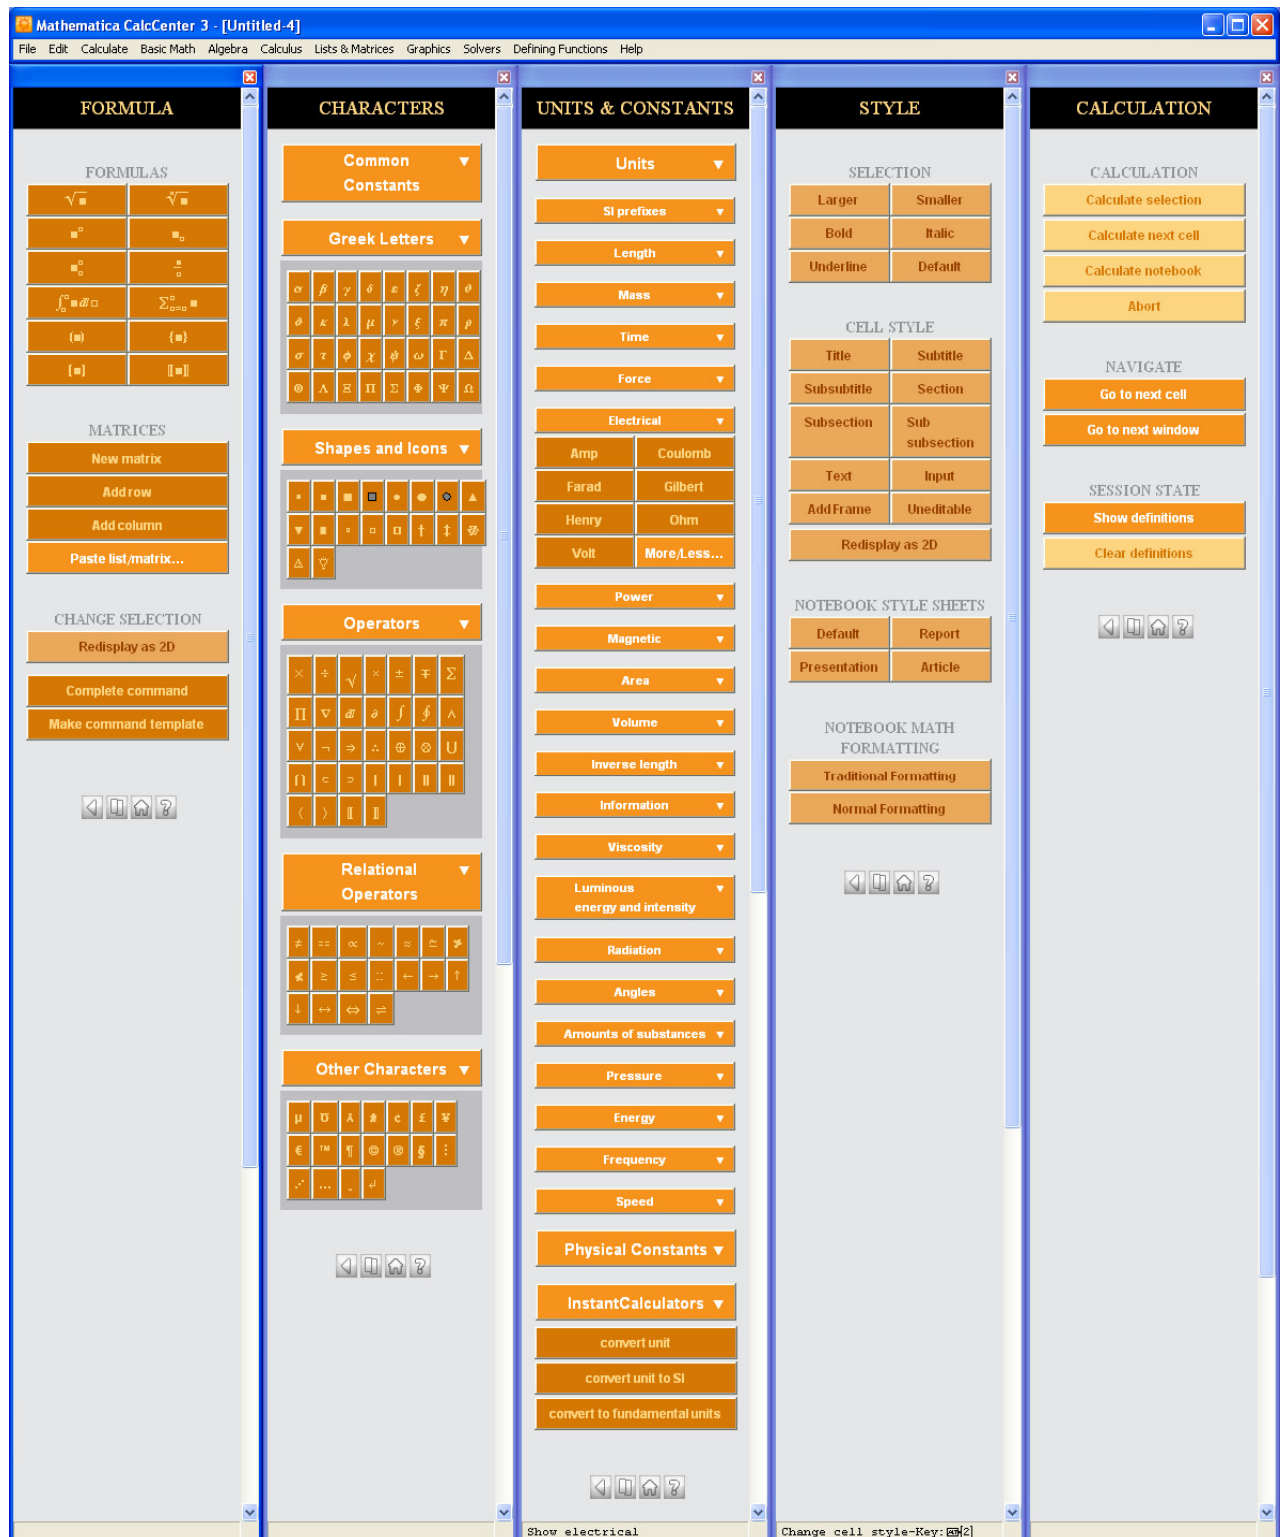 Mathematica CalcCenter 3 - [Untitled-4]
File Edit Calculate Basic Math Algebra Calculus Lists & Matrices Graphics Solvers Defining Functions Help
FORMULA
FORMULAS
MATRICES
New matrix
Add row
Add column
Paste list/matrix...
CHANGE SELECTION
Redisplay as 2D
Complete command
Make command template
CHARACTERS
Common
Constants
Greek Letters
α β γ δ ε ζ η θ
ϑ κ λ μ ν ξ π ρ
σ τ ϕ χ ψ ω Γ Δ
Θ Λ Ξ Π Σ Φ Ψ Ω
Shapes and Icons
Operators
× ÷ √ × ± ∓ Σ
∏ ∇ ⅆ ∂ ∫ ∮ ∧
∨ ¬ ⇒ ∴ ⊕ ⊗ ⋃
⋂ ⊂ ⊃ | | || ||
〈 〉 〚 〛
Relational
Operators
≠ == ∝ ~ ≈ ≃
≥ ≤ ∷ ← → ↑
↓ ↔ ⇔ ⇌
Other Characters
µ ℧ Å ¢ £ ¥
€ ™ ¶ © ® § ⋮
⋰ … - ↵
UNITS & CONSTANTS
Units
SI prefixes
Length
Mass
Time
Force
Electrical
Amp Coulomb
Farad Gilbert
Henry Ohm
Volt More/Less...
Power
Magnetic
Area
Volume
Inverse length
Information
Viscosity
Luminous
energy and intensity
Radiation
Angles
Amounts of substances
Pressure
Energy
Frequency
Speed
Physical Constants
InstantCalculators
convert unit
convert unit to SI
convert to fundamental units
Show electrical
STYLE
SELECTION
Larger Smaller
Bold Italic
Underline Default
CELL STYLE
Title Subtitle
Subsubtitle Section
Subsection Sub
subsection
Text Input
Add Frame Uneditable
Redisplay as 2D
NOTEBOOK STYLE SHEETS
Default Report
Presentation Article
NOTEBOOK MATH
FORMATTING
Traditional Formatting
Normal Formatting
Change cell style-Key:
CALCULATION
CALCULATION
Calculate selection
Calculate next cell
Calculate notebook
Abort
NAVIGATE
Go to next cell
Go to next window
SESSION STATE
Show definitions
Clear definitions